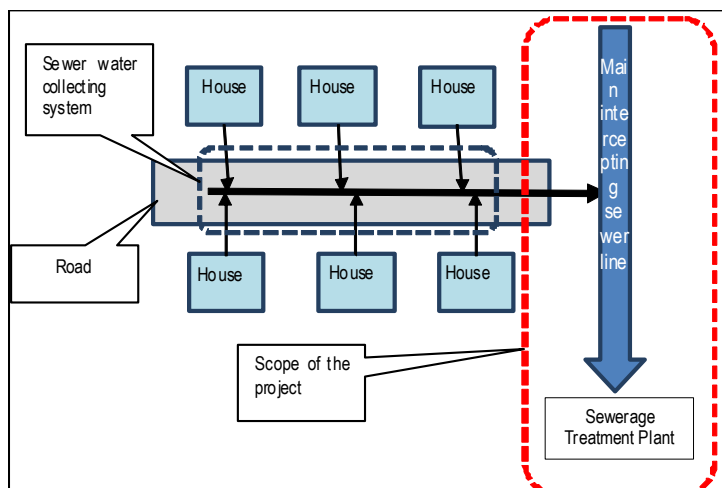 Sewer water
collecting
system
House
House
House
Mai
n
inte
rce
ptin
g
se
wer
line
Road
House
House
House
Scope of the
project
Sewerage
Treatment Plant